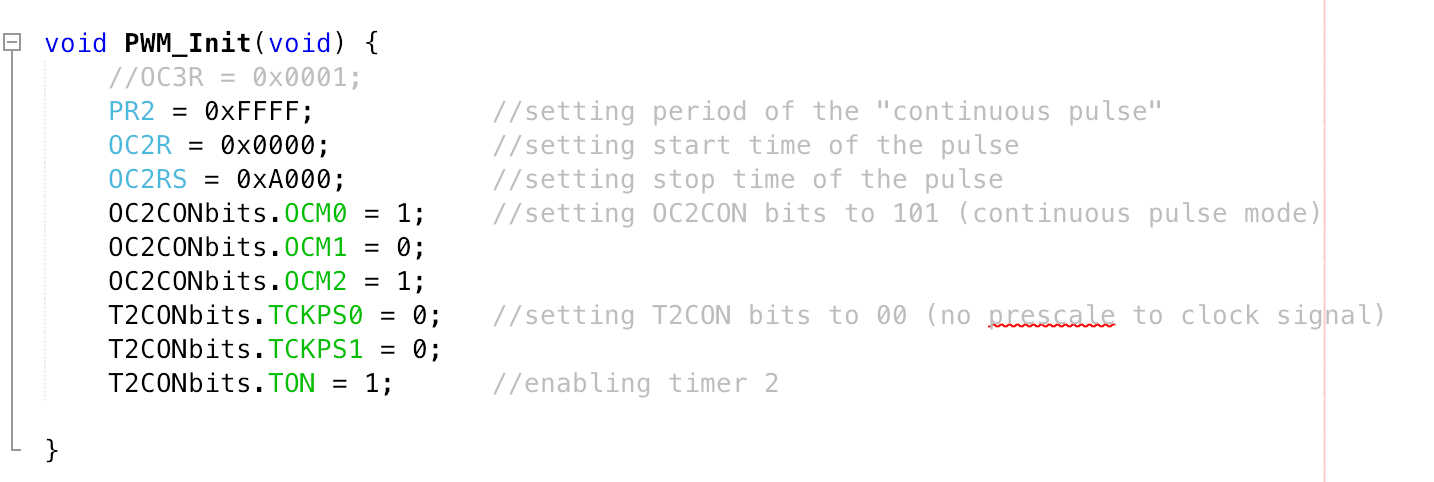 void PWM_Init(void) {
//OC3R = 0x0001;
PR2 = 0xFFFF; //setting period of the "continuous pulse"
OC2R = 0x0000; //setting start time of the pulse
OC2RS = 0xA000; //setting stop time of the pulse
OC2CONbits.OCM0 = 1; //setting OC2CON bits to 101 (continuous pulse mode)
OC2CONbits.OCM1 = 0;
OC2CONbits.OCM2 = 1;
T2CONbits.TCKPS0 = 0; //setting T2CON bits to 00 (no prescale to clock signal)
T2CONbits.TCKPS1 = 0;
T2CONbits.TON = 1; //enabling timer 2
}